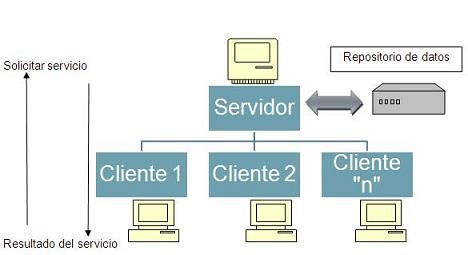 Solicitar servicio
Repositorio de datos
Servidor
Cliente 1
Cliente 2
Cliente
"n"
Resultado del servicio